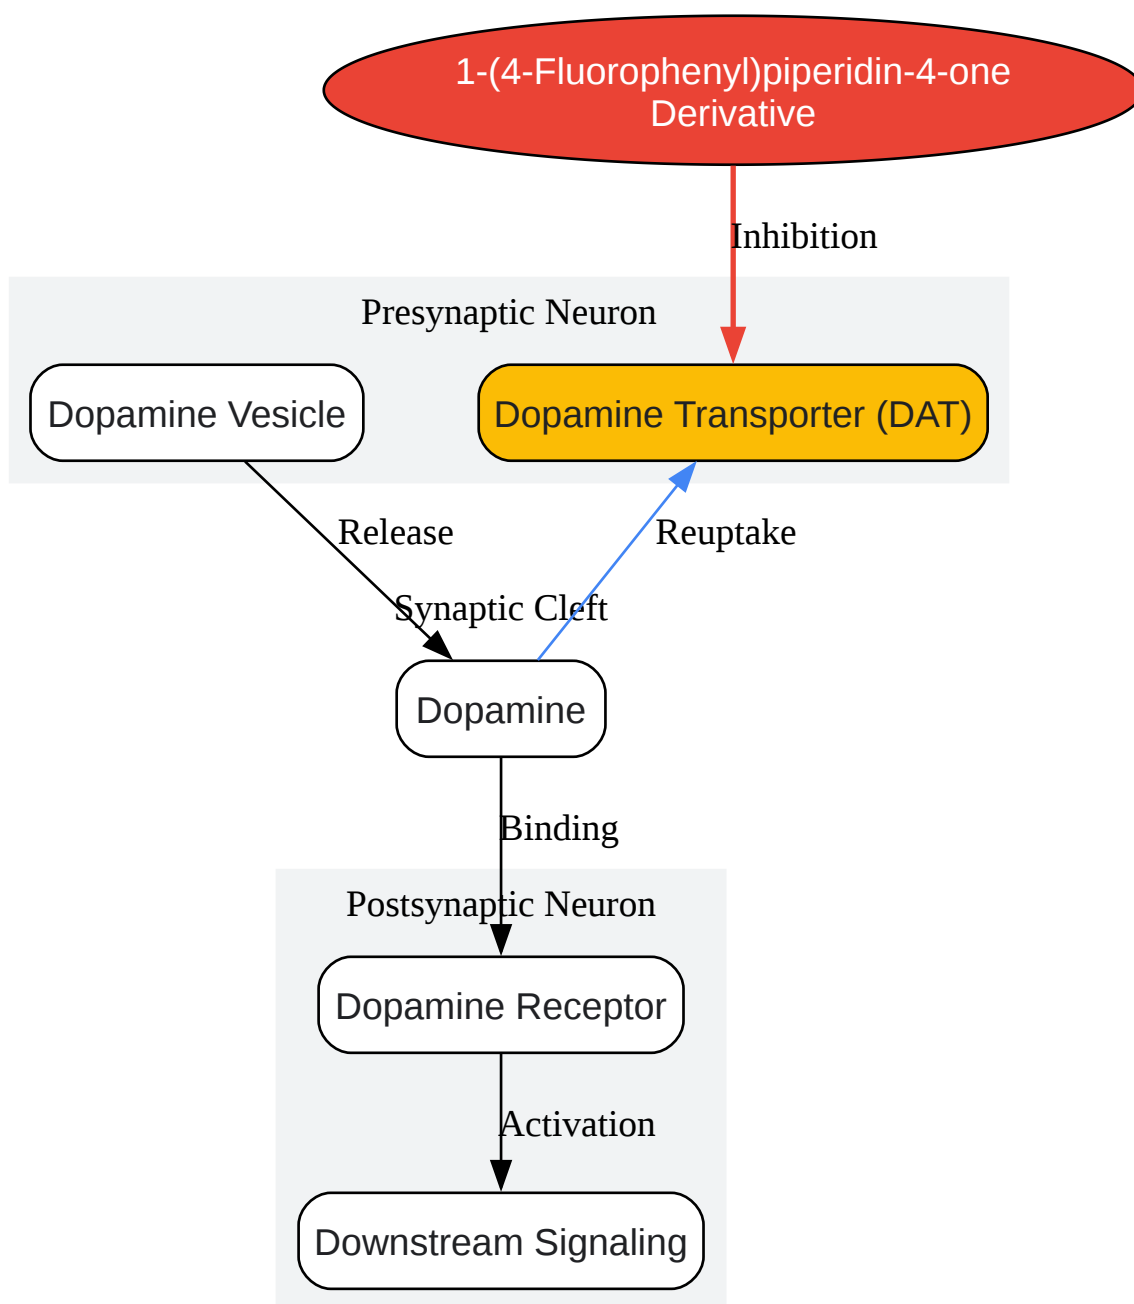 1-(4-Fluorophenyl)piperidin-4-one
Derivative
Inhibition
Presynaptic Neuron
Dopamine Vesicle
Dopamine Transporter (DAT)
Release
Reuptake
Synaptic Cleft
Dopamine
Binding
Postsynaptic Neuron
Dopamine Receptor
Activation
Downstream Signaling